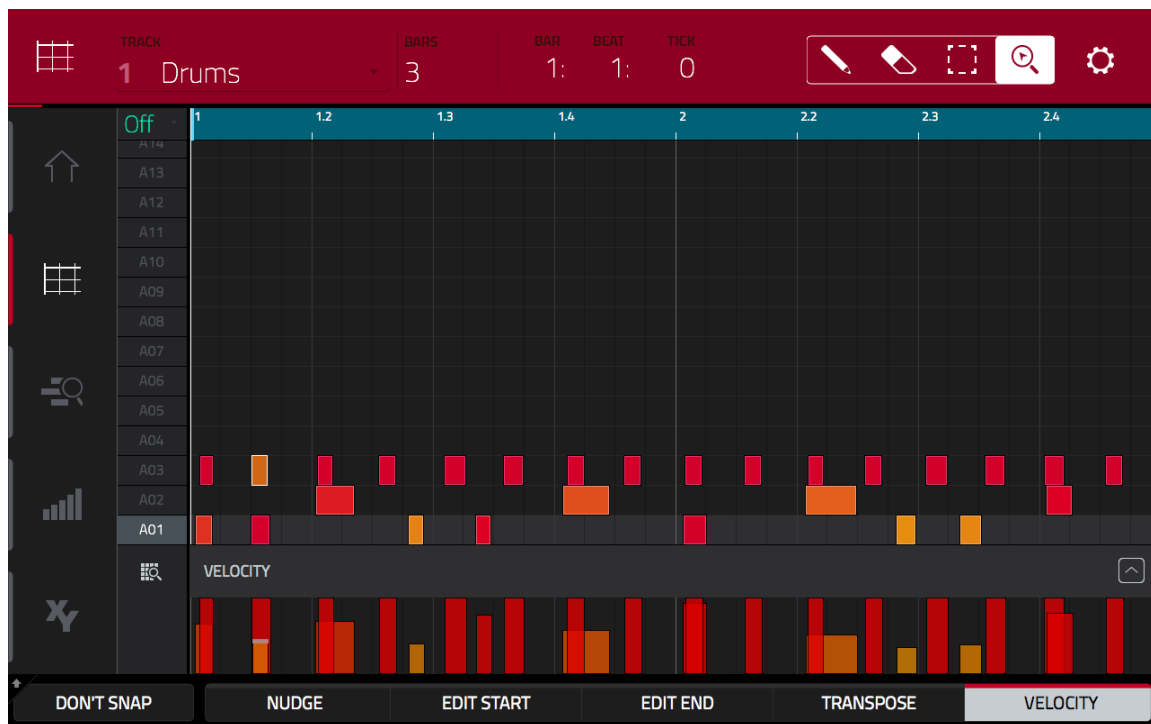 TRACK BARS BAR BEAT TICK
1 Drums 3 1: 1: 0
Off 1 1.2 1.3 1.4 2 2.2 2.3 2.4
A14
A13
A12
A11
A10
A09
A08
A07
A06
A05
A04
A03
A02
A01
VELOCITY
XY
DON'T SNAP NUDGE EDIT START EDIT END TRANSPOSE VELOCITY